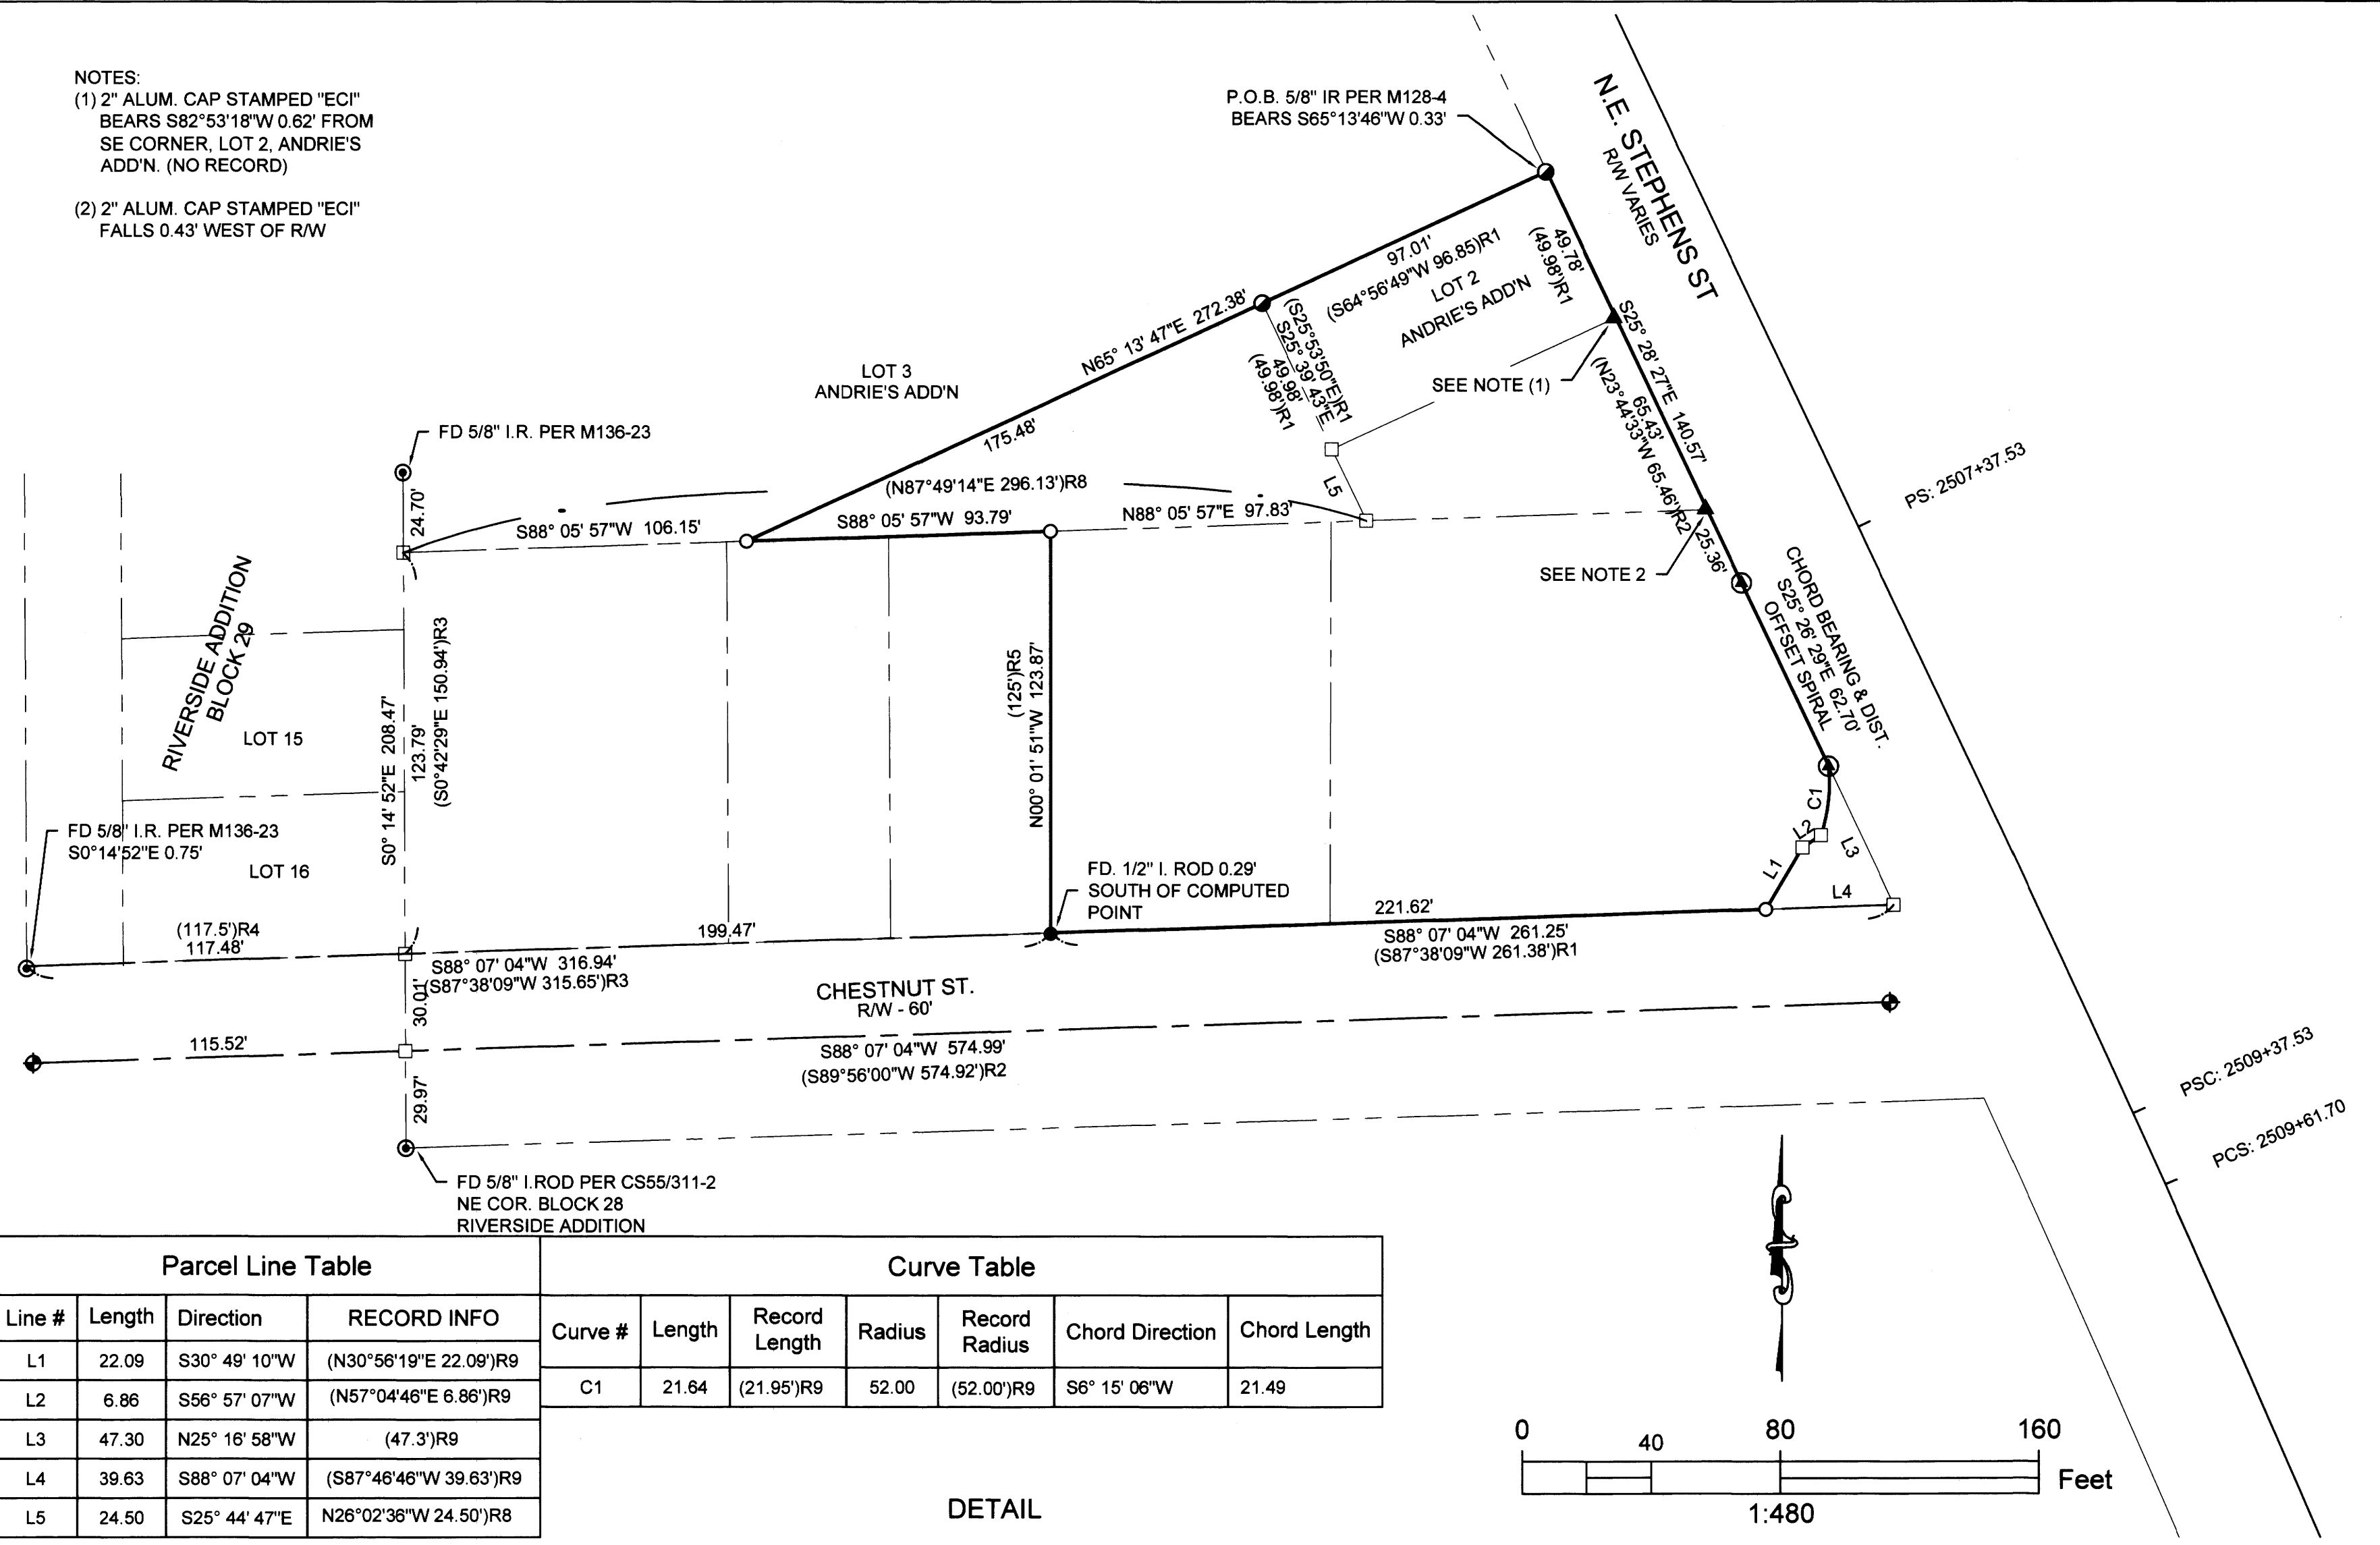 NOTES:
(1) 2" ALUM. CAP STAMPED "ECI"
BEARS S82°53'18"W 0.62' FROM
SE CORNER, LOT 2, ANDRIE'S
ADD'N. (NO RECORD)
(2) 2" ALUM. CAP STAMPED "ECI"
FALLS 0.43' WEST OF R/W
P.O.B. 5/8" IR PER M128-4
BEARS S65°13'46"W 0.33'
N.E. STEPHENS ST
R/W VARIES
97.01'
(S64°56'49"W 96.85)R1
LOT 2
ANDRIE'S ADD'N
49.78'
(49.98')R1
N65° 13' 47"E 272.38'
175.48'
(S25°53'50"E)R1
S25° 39' 43"E
49.98'
(49.98')R1
LOT 3
ANDRIE'S ADD'N
SEE NOTE (1)
S25° 28' 27"E 140.57'
65.43'
(N23°44'33"W 65.46')R2
25.36'
FD 5/8" I.R. PER M136-23
24.70'
(N87°49'14"E 296.13')R8
L5
S88° 05' 57"W 106.15'
S88° 05' 57"W 93.79'
N88° 05' 57"E 97.83'
PS: 2507+37.53
SEE NOTE 2
CHORD BEARING & DIST.
S25° 26' 29"E 62.70'
OFFSET SPIRAL
RIVERSIDE ADDITION
BLOCK 29
LOT 15
S0° 14' 52"E 208.47'
123.79'
(S0°42'29"E 150.94')R3
(125')R5
N00° 01' 51"W 123.87'
FD 5/8" I.R. PER M136-23
S0°14'52"E 0.75'
LOT 16
C1
L2
L3
L1
L4
FD. 1/2" I. ROD 0.29'
SOUTH OF COMPUTED
POINT
(117.5')R4
117.48'
199.47'
221.62'
S88° 07' 04"W 261.25'
(S87°38'09"W 261.38')R1
S88° 07' 04"W 316.94'
(S87°38'09"W 315.65')R3
30.01'
CHESTNUT ST.
R/W - 60'
115.52'
S88° 07' 04"W 574.99'
(S89°56'00"W 574.92')R2
29.97'
PSC: 2509+37.53
PCS: 2509+61.70
FD 5/8" I.ROD PER CS55/311-2
NE COR. BLOCK 28
RIVERSIDE ADDITION
Parcel Line Table
Line # Length Direction RECORD INFO
L1 22.09 S30° 49' 10"W (N30°56'19"E 22.09')R9
L2 6.86 S56° 57' 07"W (N57°04'46"E 6.86')R9
L3 47.30 N25° 16' 58"W (47.3')R9
L4 39.63 S88° 07' 04"W (S87°46'46"W 39.63')R9
L5 24.50 S25° 44' 47"E N26°02'36"W 24.50')R8
Curve Table
Curve # Length Record Length Radius Record Radius Chord Direction Chord Length
C1 21.64 (21.95')R9 52.00 (52.00')R9 S6° 15' 06"W 21.49
DETAIL
0 40 80 160
Feet
1:480